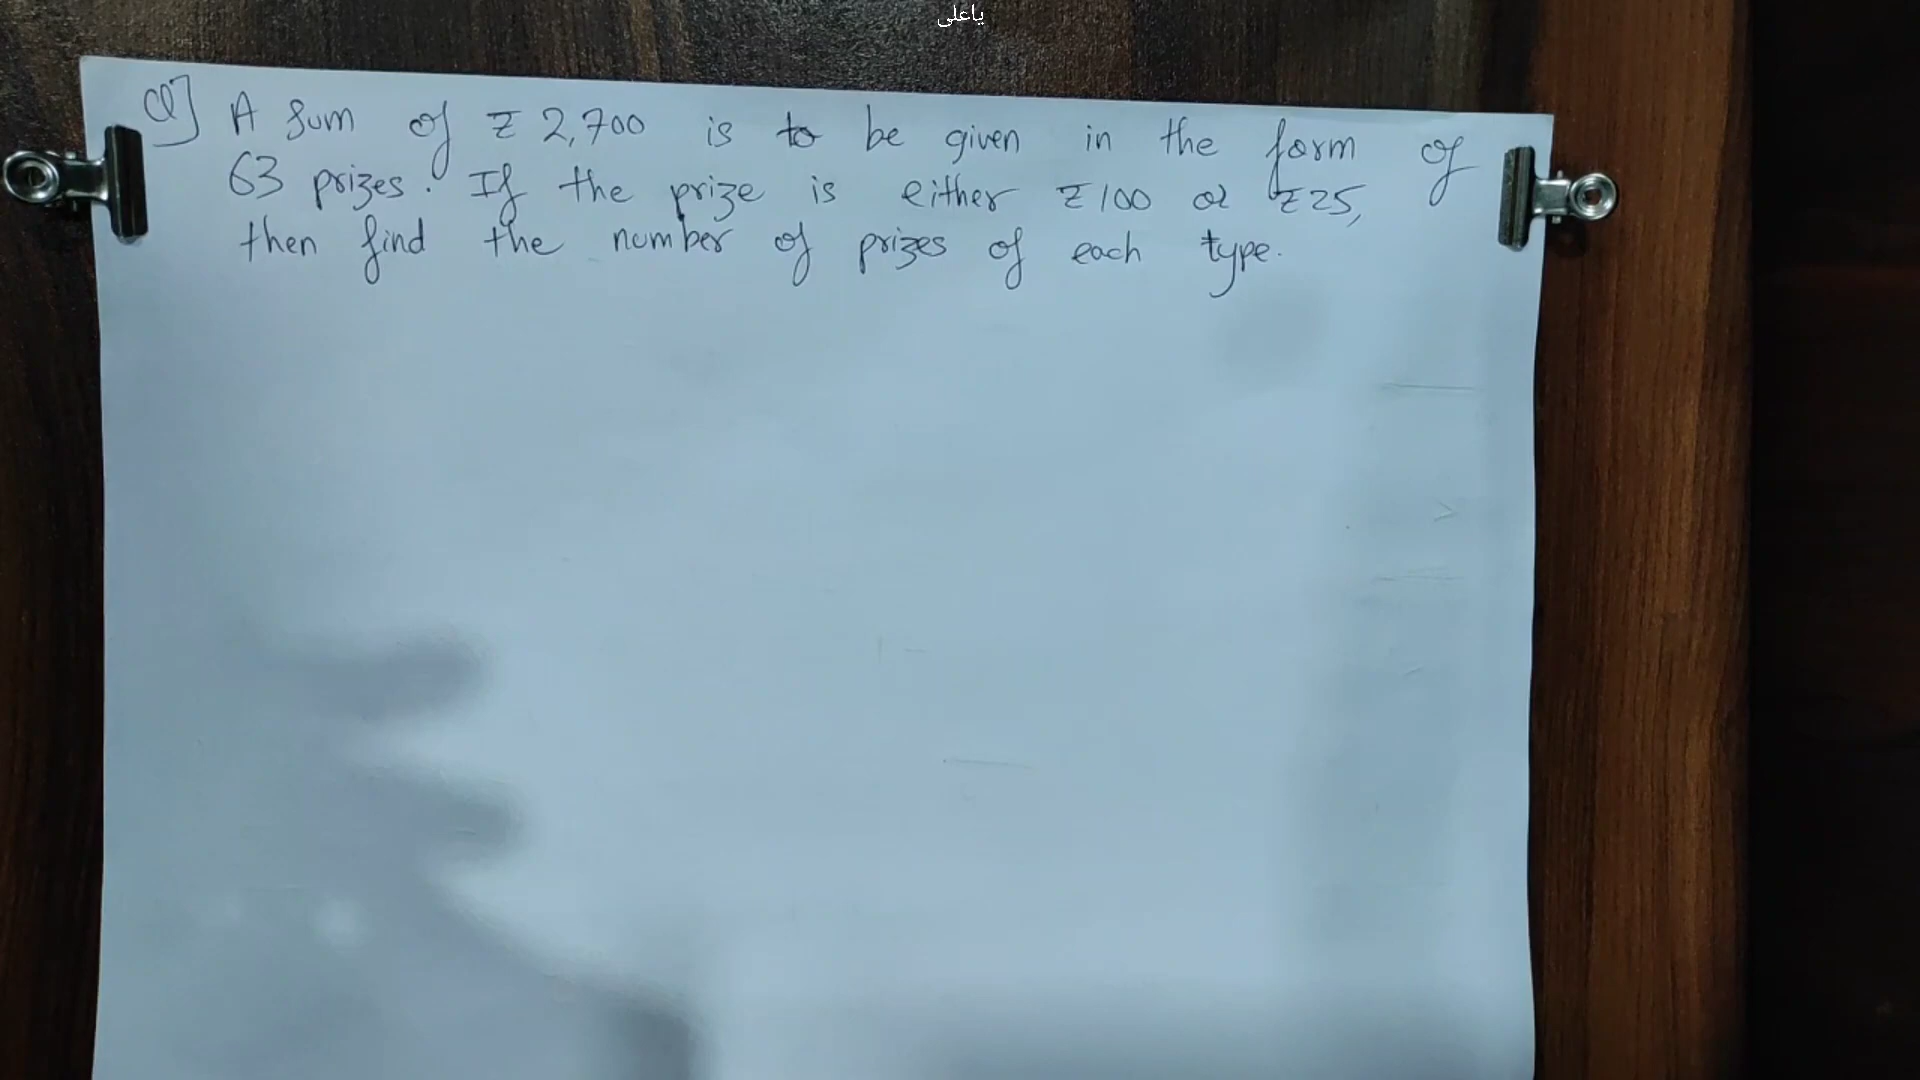 ياعلى
Q] A sum of ₹ 2,700 is to be given in the form of
63 prizes. If the prize is either ₹100 or ₹25,
then find the number of prizes of each type.